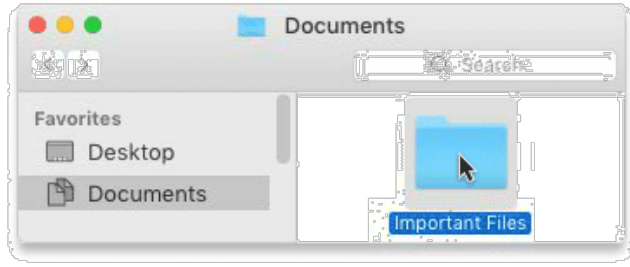 Documents
Search
Favorites
Desktop
Documents
Important Files